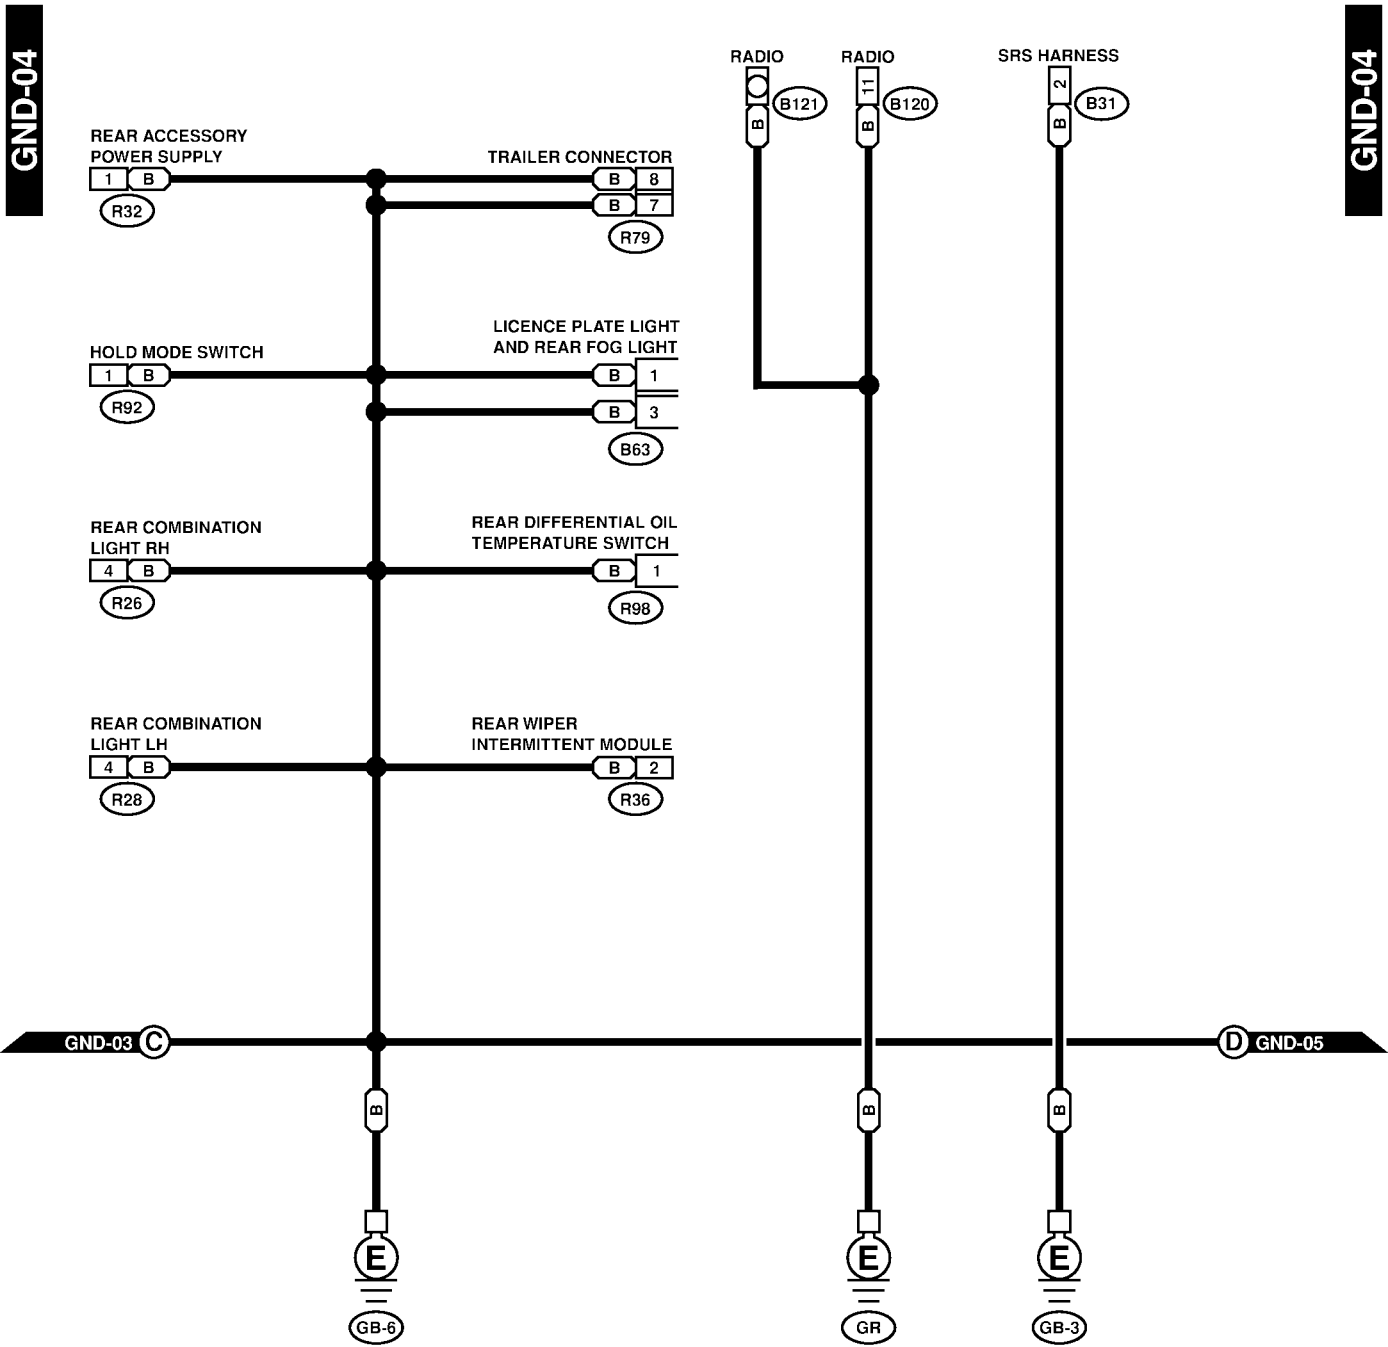 GND-04
GND-04
RADIO
B
B121
RADIO
11
B
B120
SRS HARNESS
2
B
B31
REAR ACCESSORY
POWER SUPPLY
1 B
R32
TRAILER CONNECTOR
B 8
B 7
R79
HOLD MODE SWITCH
1 B
R92
LICENCE PLATE LIGHT
AND REAR FOG LIGHT
B 1
B 3
B63
REAR COMBINATION
LIGHT RH
4 B
R26
REAR DIFFERENTIAL OIL
TEMPERATURE SWITCH
B 1
R98
REAR COMBINATION
LIGHT LH
4 B
R28
REAR WIPER
INTERMITTENT MODULE
B 2
R36
GND-03 C
D GND-05
B
B
B
E
E
E
GB-6
GR
GB-3